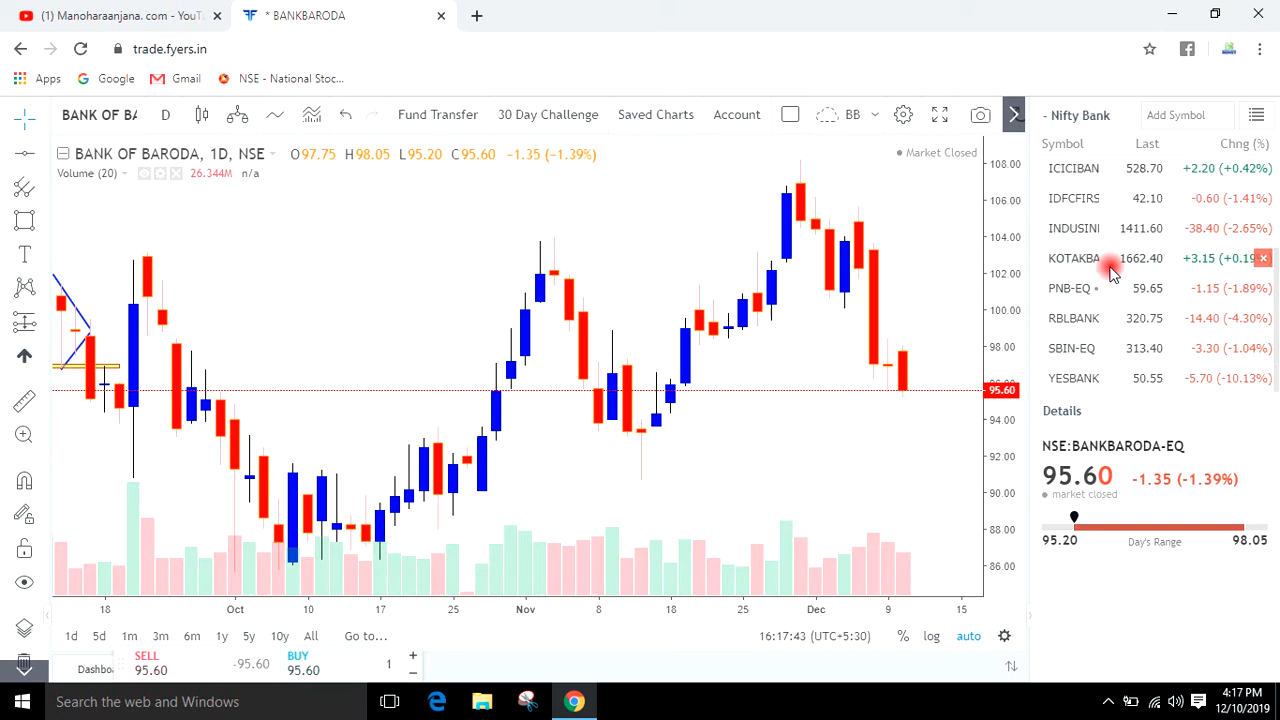 (1) Manoharaanjana. com - YouT
* BANKBARODA
trade.fyers.in
Apps Google Gmail NSE - National Stoc...
BANK OF BA D Fund Transfer 30 Day Challenge Saved Charts Account BB
- Nifty Bank Add Symbol
BANK OF BARODA, 1D, NSE O97.75 H98.05 L95.20 C95.60 -1.35 (-1.39%)
Market Closed
Volume (20) 26.344M n/a
108.00
106.00
104.00
102.00
100.00
98.00
95.60
94.00
92.00
90.00
88.00
86.00
18 Oct 10 17 25 Nov 8 18 25 Dec 9 15
1d 5d 1m 3m 6m 1y 5y 10y All Go to... 16:17:43 (UTC+5:30) % log auto
Dashboa
SELL
95.60
-95.60
BUY
95.60
1
+
−
Symbol Last Chng (%)
ICICIBAN 528.70 +2.20 (+0.42%)
IDFCFIRS 42.10 -0.60 (-1.41%)
INDUSINI 1411.60 -38.40 (-2.65%)
KOTAKBA 1662.40 +3.15 (+0.19
PNB-EQ 59.65 -1.15 (-1.89%)
RBLBANK 320.75 -14.40 (-4.30%)
SBIN-EQ 313.40 -3.30 (-1.04%)
YESBANK 50.55 -5.70 (-10.13%)
Details
NSE:BANKBARODA-EQ
95.60 -1.35 (-1.39%)
market closed
95.20 Day's Range 98.05
Search the web and Windows
4:17 PM
12/10/2019